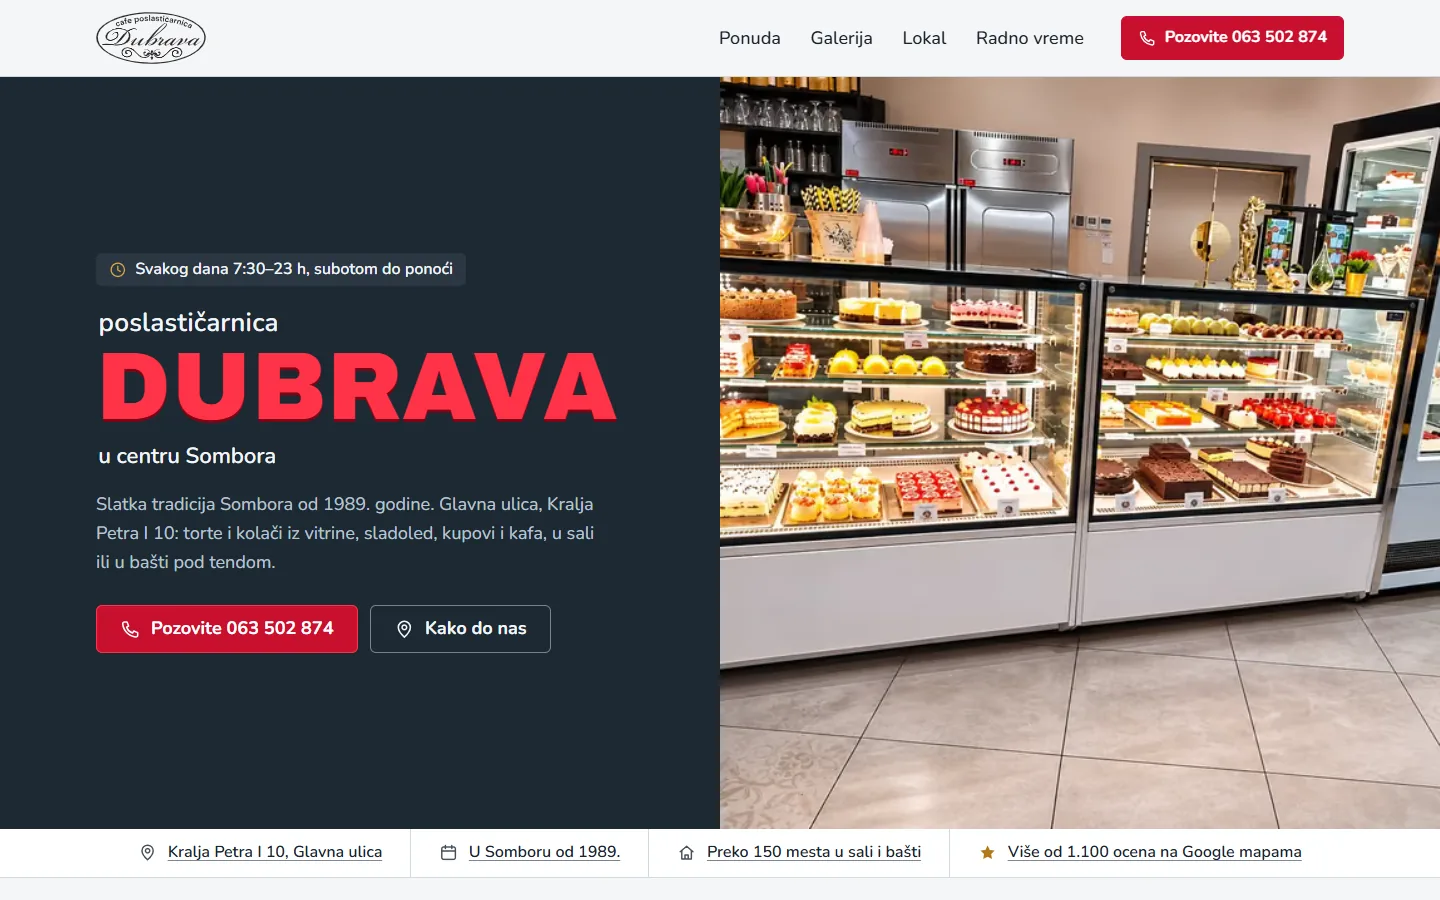 cafe poslastičarnica
Dubrava
Ponuda
Galerija
Lokal
Radno vreme
Pozovite 063 502 874
Svakog dana 7:30–23 h, subotom do ponoći
poslastičarnica
DUBRAVA
u centru Sombora
Slatka tradicija Sombora od 1989. godine. Glavna ulica, Kralja
Petra I 10: torte i kolači iz vitrine, sladoled, kupovi i kafa, u sali
ili u bašti pod tendom.
Pozovite 063 502 874
Kako do nas
Kralja Petra I 10, Glavna ulica
U Somboru od 1989.
Preko 150 mesta u sali i bašti
Više od 1.100 ocena na Google mapama